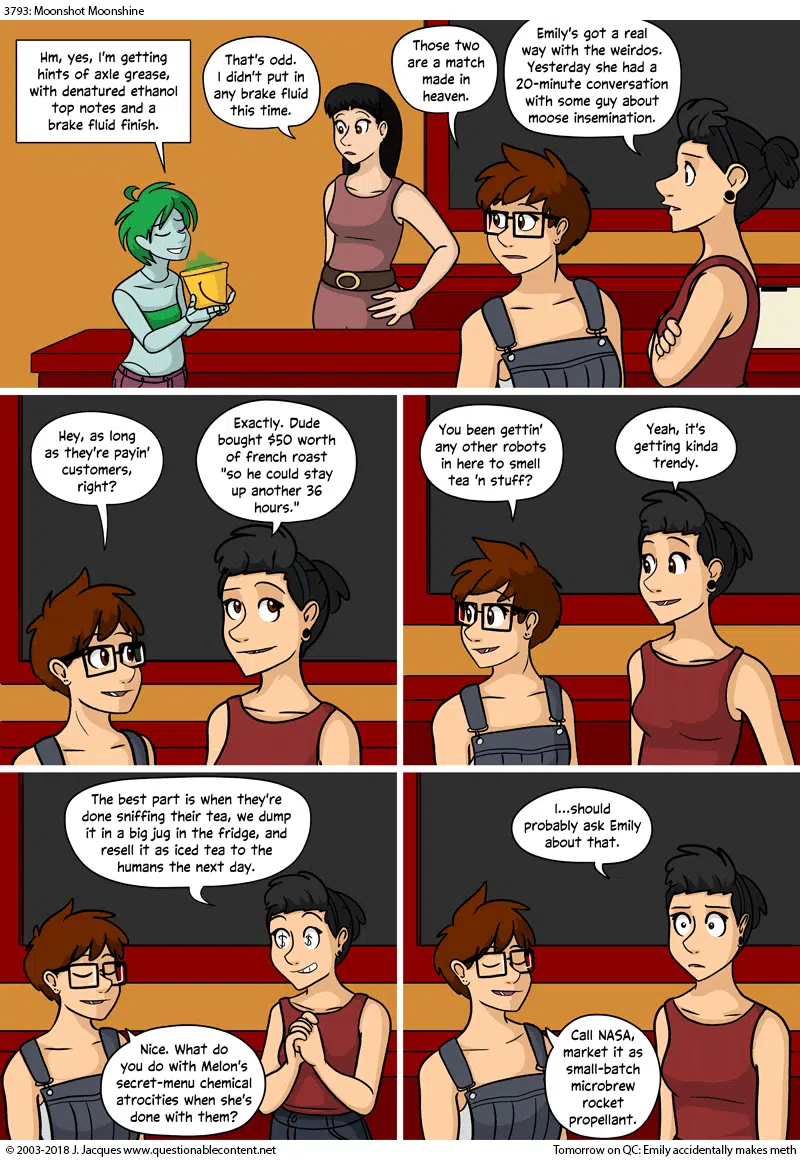 3793: Moonshot Moonshine
Hm, yes, I'm getting
hints of axle grease,
with denatured ethanol
top notes and a
brake fluid finish.
That's odd.
I didn't put in
any brake fluid
this time.
Those two
are a match
made in
heaven.
Emily's got a real
way with the weirdos.
Yesterday she had a
20-minute conversation
with some guy about
moose insemination.
Hey, as long
as they're payin'
customers,
right?
Exactly. Dude
bought $50 worth
of french roast
"so he could stay
up another 36
hours."
You been gettin'
any other robots
in here to smell
tea 'n stuff?
Yeah, it's
getting kinda
trendy.
The best part is when they're
done sniffing their tea, we dump
it in a big jug in the fridge, and
resell it as iced tea to the
humans the next day.
Nice. What do
you do with Melon's
secret-menu chemical
atrocities when she's
done with them?
I...should
probably ask Emily
about that.
Call NASA,
market it as
small-batch
microbrew
rocket
propellant.
© 2003-2018 J. Jacques www.questionablecontent.net
Tomorrow on QC: Emily accidentally makes meth